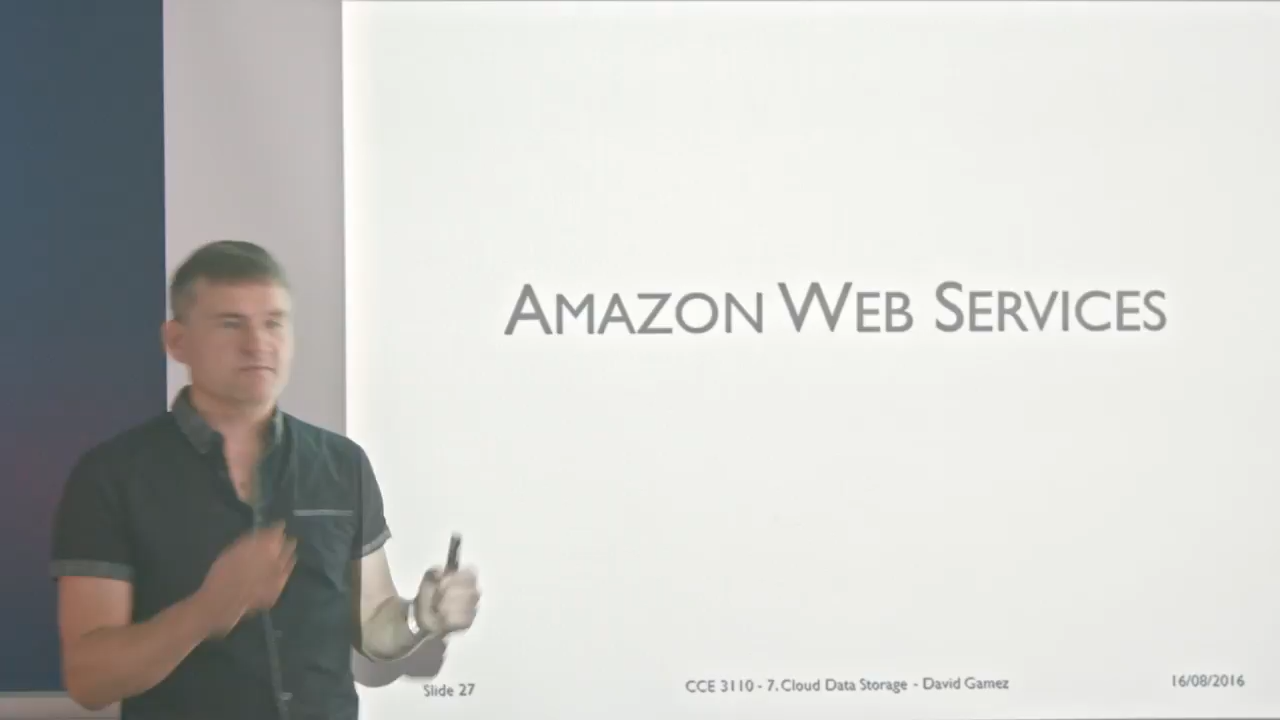 AMAZON WEB SERVICES
Slide 27
CCE 3110 - 7. Cloud Data Storage - David Gamez
16/08/2016